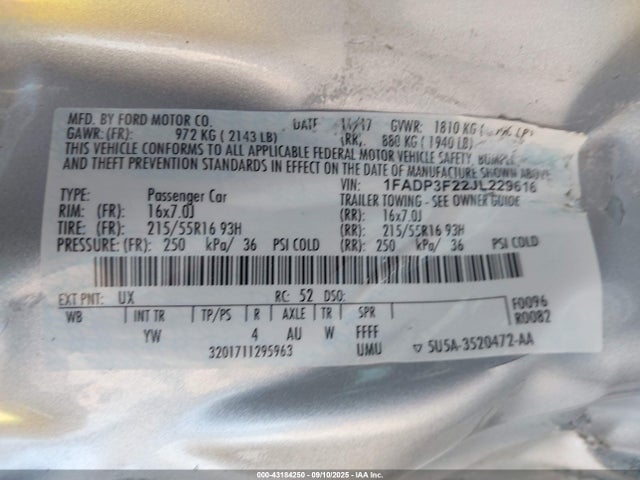 MFD. BY FORD MOTOR CO. DATE 11/17 GVWR: 1810 KG
GAWR: (FR): 972 KG ( 2143 LB) (RR): 880 KG ( 1940 LB)
THIS VEHICLE CONFORMS TO ALL APPLICABLE FEDERAL MOTOR VEHICLE SAFETY, BUMPER,
AND THEFT PREVENTION STANDARDS IN EFFECT ON THE DATE OF MANUFACTURE SHOWN ABOVE
VIN: 1FADP3F22JL229616
TYPE: Passenger Car TRAILER TOWING - SEE OWNER GUIDE
RIM: (FR): 16x7.0J (RR): 16x7.0J
TIRE: (FR): 215/55R16 93H (RR): 215/55R16 93H
PRESSURE: (FR): 250 kPa/ 36 PSI COLD (RR): 250 kPa/ 36 PSI COLD
EXT PNT: UX RC: 52 DSO: F0096
WB INT TR TP/PS R AXLE TR SPR R0082
YW 4 AU W FFFF
3201711295963 UMU ▽ 5U5A-3520472-AA
00-43184250 - 09/10/2025 - IAA Inc.